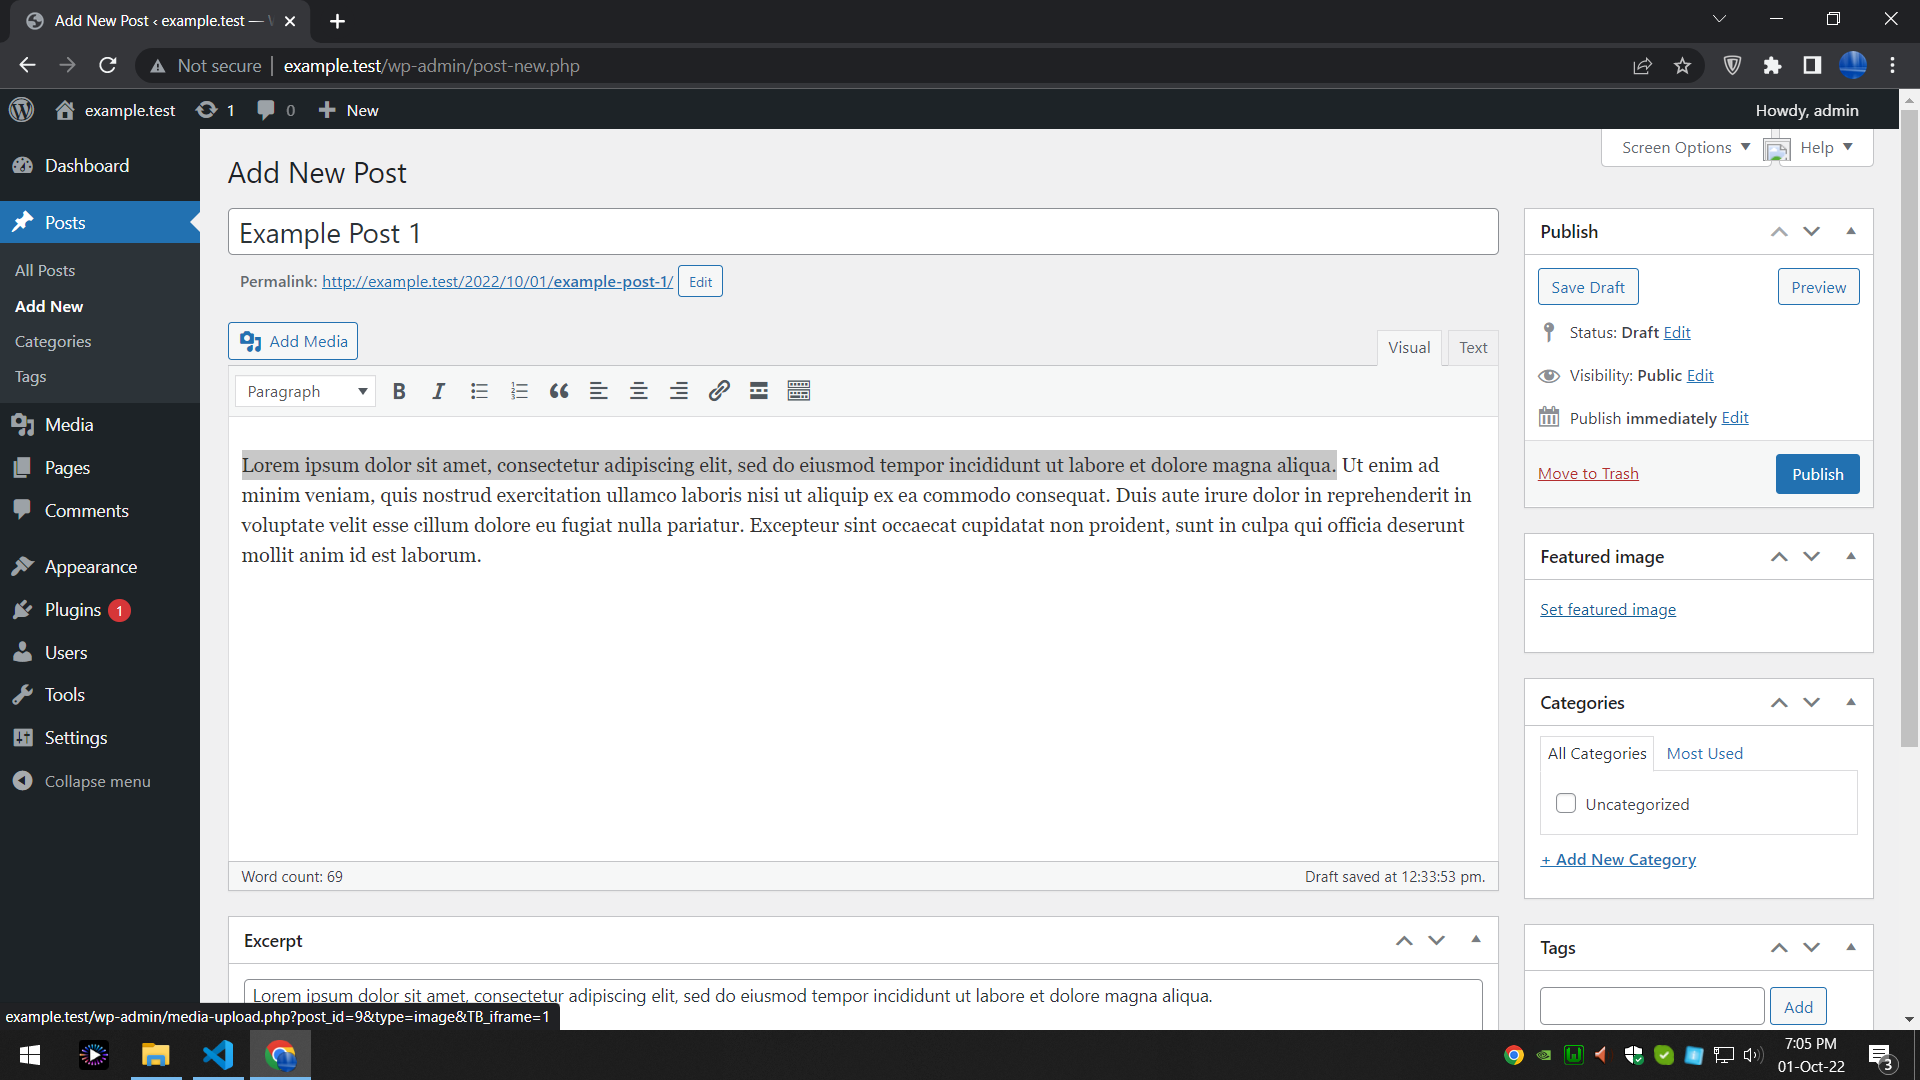 Add New Post ‹ example.test —
Not secure
example.test/wp-admin/post-new.php
example.test
1
0
New
Howdy, admin
Dashboard
Posts
All Posts
Add New
Categories
Tags
Media
Pages
Comments
Appearance
Plugins 1
Users
Tools
Settings
Collapse menu
Screen Options
Help
Add New Post
Example Post 1
Permalink: http://example.test/2022/10/01/example-post-1/ Edit
Add Media
Visual
Text
Paragraph
B I
Lorem ipsum dolor sit amet, consectetur adipiscing elit, sed do eiusmod tempor incididunt ut labore et dolore magna aliqua. Ut enim ad
minim veniam, quis nostrud exercitation ullamco laboris nisi ut aliquip ex ea commodo consequat. Duis aute irure dolor in reprehenderit in
voluptate velit esse cillum dolore eu fugiat nulla pariatur. Excepteur sint occaecat cupidatat non proident, sunt in culpa qui officia deserunt
mollit anim id est laborum.
Word count: 69
Draft saved at 12:33:53 pm.
Excerpt
Lorem ipsum dolor sit amet, consectetur adipiscing elit, sed do eiusmod tempor incididunt ut labore et dolore magna aliqua.
Publish
Save Draft
Preview
Status: Draft Edit
Visibility: Public Edit
Publish immediately Edit
Move to Trash
Publish
Featured image
Set featured image
Categories
All Categories
Most Used
Uncategorized
+ Add New Category
Tags
Add
example.test/wp-admin/media-upload.php?post_id=9&type=image&TB_iframe=1
7:05 PM
01-Oct-22
3